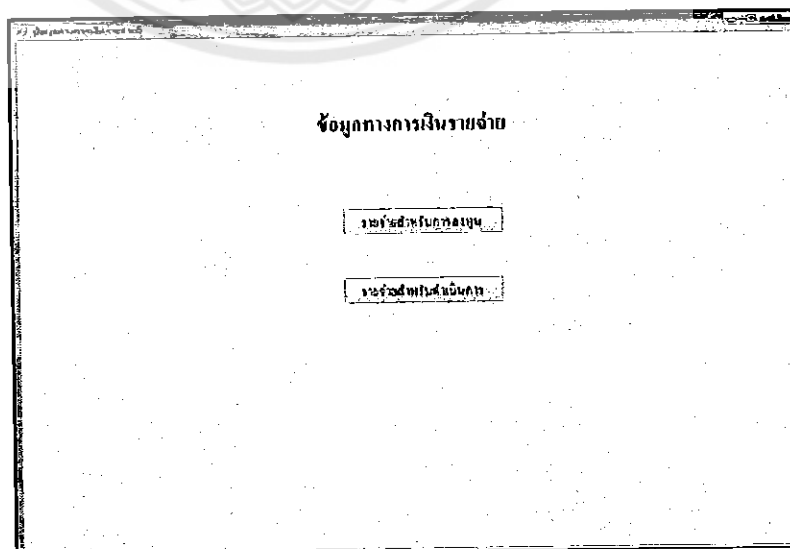 ข้อมูลทางการเงินรายจ่าย
รายจ่ายสำหรับการลงทุน
รายจ่ายสำหรับดำเนินการ